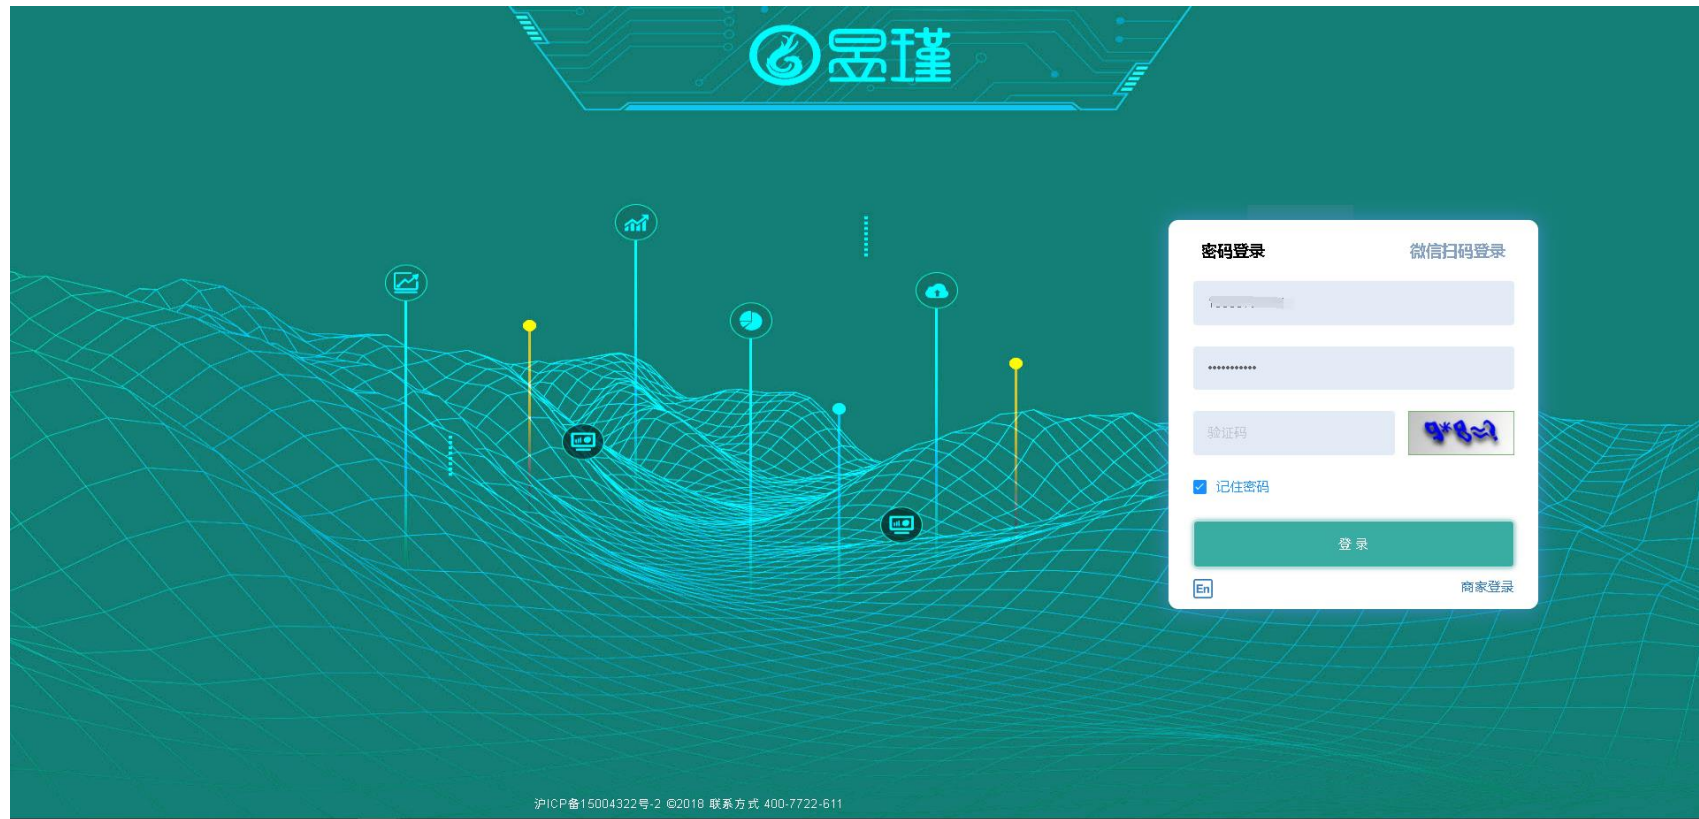 昱瑾
密码登录 微信扫码登录
•••••••••••
验证码 9*8=?
记住密码
登录
En 商家登录
沪ICP备15004322号-2 ©2018 联系方式 400-7722-611